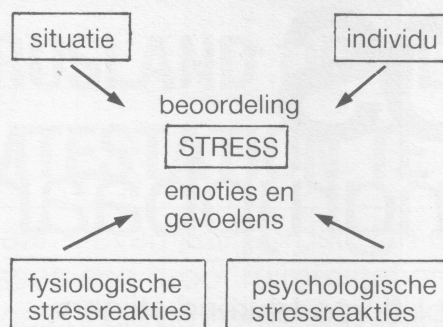 situatie
individu
beoordeling
STRESS
emoties en
gevoelens
fysiologische
stressreakties
psychologische
stressreakties